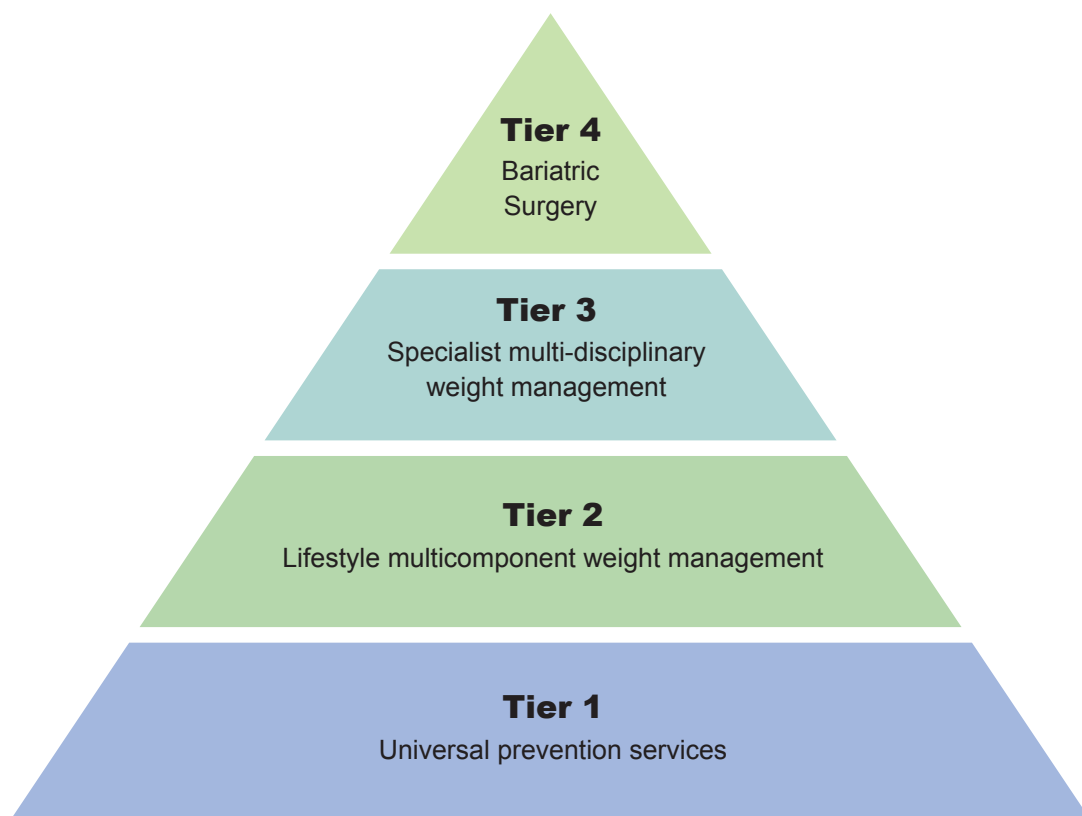 Tier 4
Bariatric
Surgery
Tier 3
Specialist multi-disciplinary
weight management
Tier 2
Lifestyle multicomponent weight management
Tier 1
Universal prevention services